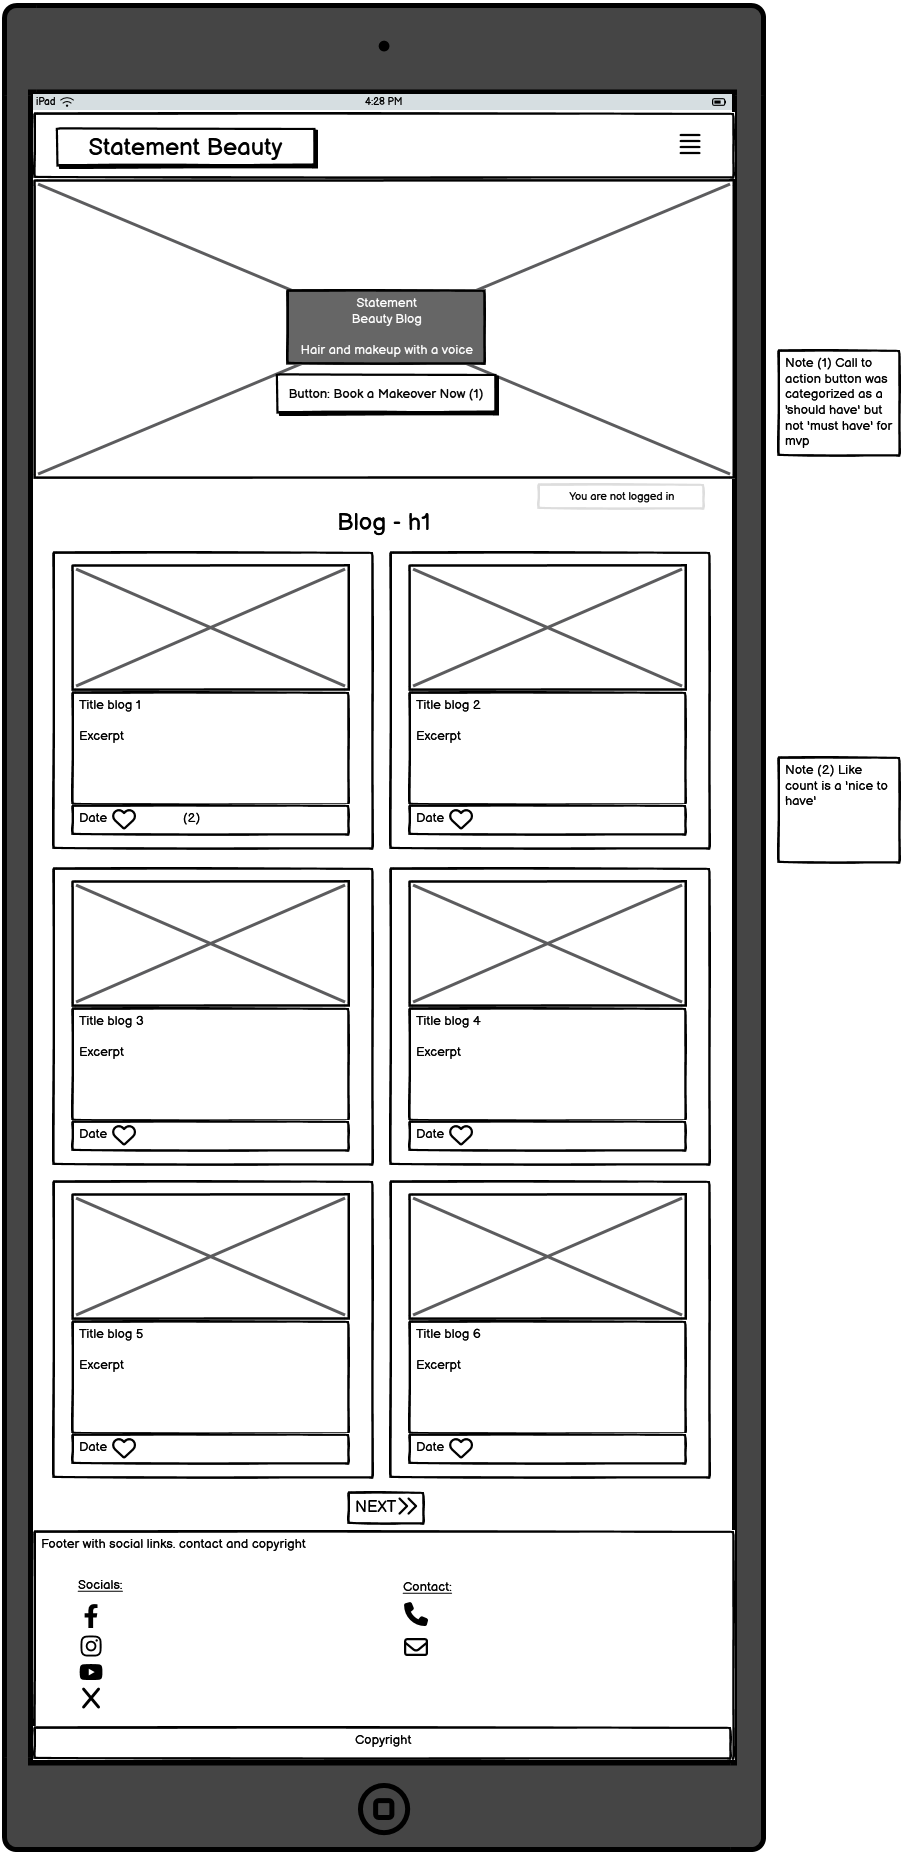 iPad
4:28 PM
Statement Beauty
Statement
Beauty Blog
Hair and makeup with a voice
Button: Book a Makeover Now (1)
Note (1) Call to
action button was
categorized as a
'should have' but
not 'must have' for
mvp
You are not logged in
Blog - h1
Title blog 1
Excerpt
Date
(2)
Title blog 2
Excerpt
Date
Note (2) Like
count is a 'nice to
have'
Title blog 3
Excerpt
Date
Title blog 4
Excerpt
Date
Title blog 5
Excerpt
Date
Title blog 6
Excerpt
Date
NEXT
Footer with social links. contact and copyright
Socials:
Contact:
Copyright